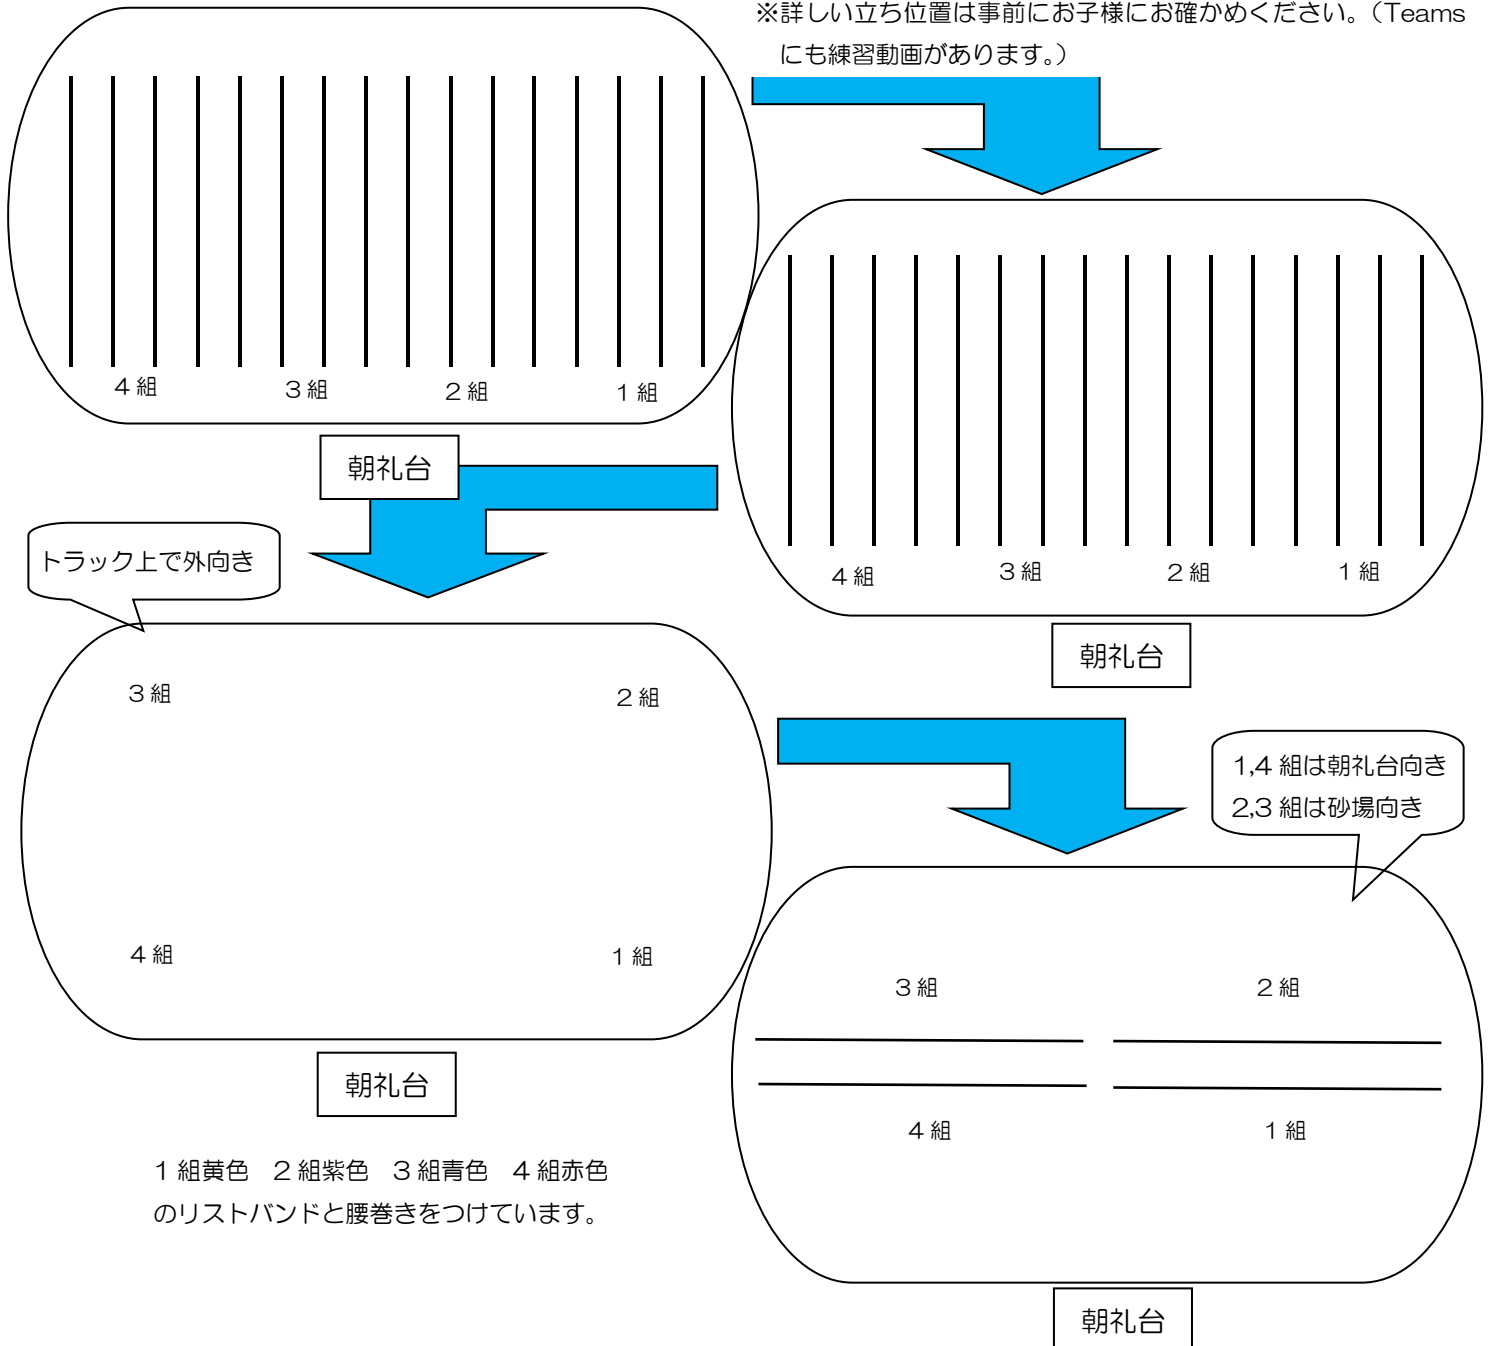 ※詳しい立ち位置は事前にお子様にお確かめください。（Teams
にも練習動画があります。）
4 組 3 組 2 組 1 組
朝礼台
4 組 3 組 2 組 1 組
朝礼台
トラック上で外向き
3 組 2 組
4 組 1 組
朝礼台
1,4 組は朝礼台向き
2,3 組は砂場向き
3 組 2 組
4 組 1 組
朝礼台
1 組黄色　2 組紫色　3 組青色　4 組赤色
のリストバンドと腰巻きをつけています。